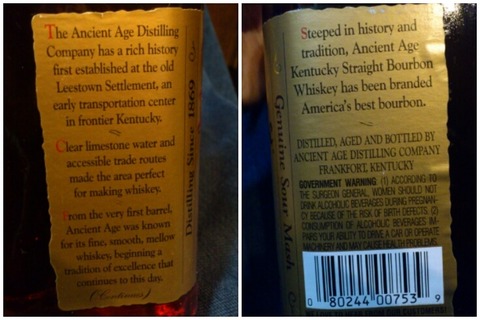 The Ancient Age Distilling
Company has a rich history
first established at the old
Leestown Settlement, an
early transportation center
in frontier Kentucky.
Clear limestone water and
accessible trade routes
made the area perfect
for making whiskey.
From the very first barrel,
Ancient Age was known
for its fine, smooth, mellow
whiskey, beginning a
tradition of excellence that
continues to this day.
(Continues)
Distilling Since 1869
Steeped in history and
tradition, Ancient Age
Kentucky Straight Bourbon
Whiskey has been branded
America's best bourbon.
DISTILLED, AGED AND BOTTLED BY
ANCIENT AGE DISTILLING COMPANY
FRANKFORT, KENTUCKY
GOVERNMENT WARNING: (1) ACCORDING TO
THE SURGEON GENERAL, WOMEN SHOULD NOT
DRINK ALCOHOLIC BEVERAGES DURING PREGNAN-
CY BECAUSE OF THE RISK OF BIRTH DEFECTS. (2)
CONSUMPTION OF ALCOHOLIC BEVERAGES IM-
PAIRS YOUR ABILITY TO DRIVE A CAR OR OPERATE
MACHINERY AND MAY CAUSE HEALTH PROBLEMS.
0 80244 00753 9
Genuine Sour Mash